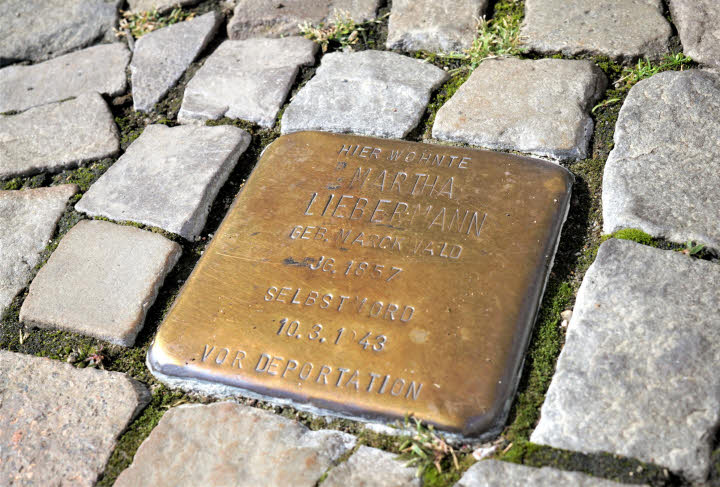 HIER WOHNTE
MARTHA
LIEBERMANN
GEB. MARCKWALD
JG. 1857
SELBSTMORD
10.3.1943
VOR DEPORTATION